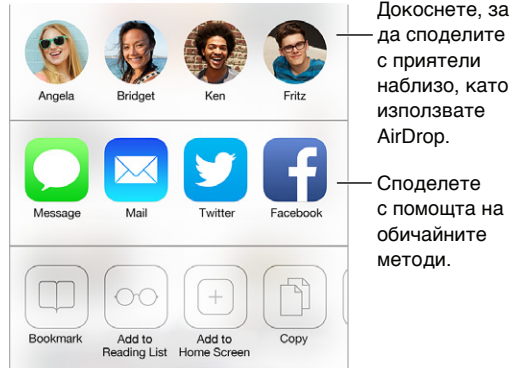 Докоснете, за
да споделите
с приятели
наблизо, като
използвате
AirDrop.
Angela Bridget Ken Fritz
Споделете
с помощта на
обичайните
методи.
Message Mail Twitter Facebook
Bookmark Add to Reading List Add to Home Screen Copy